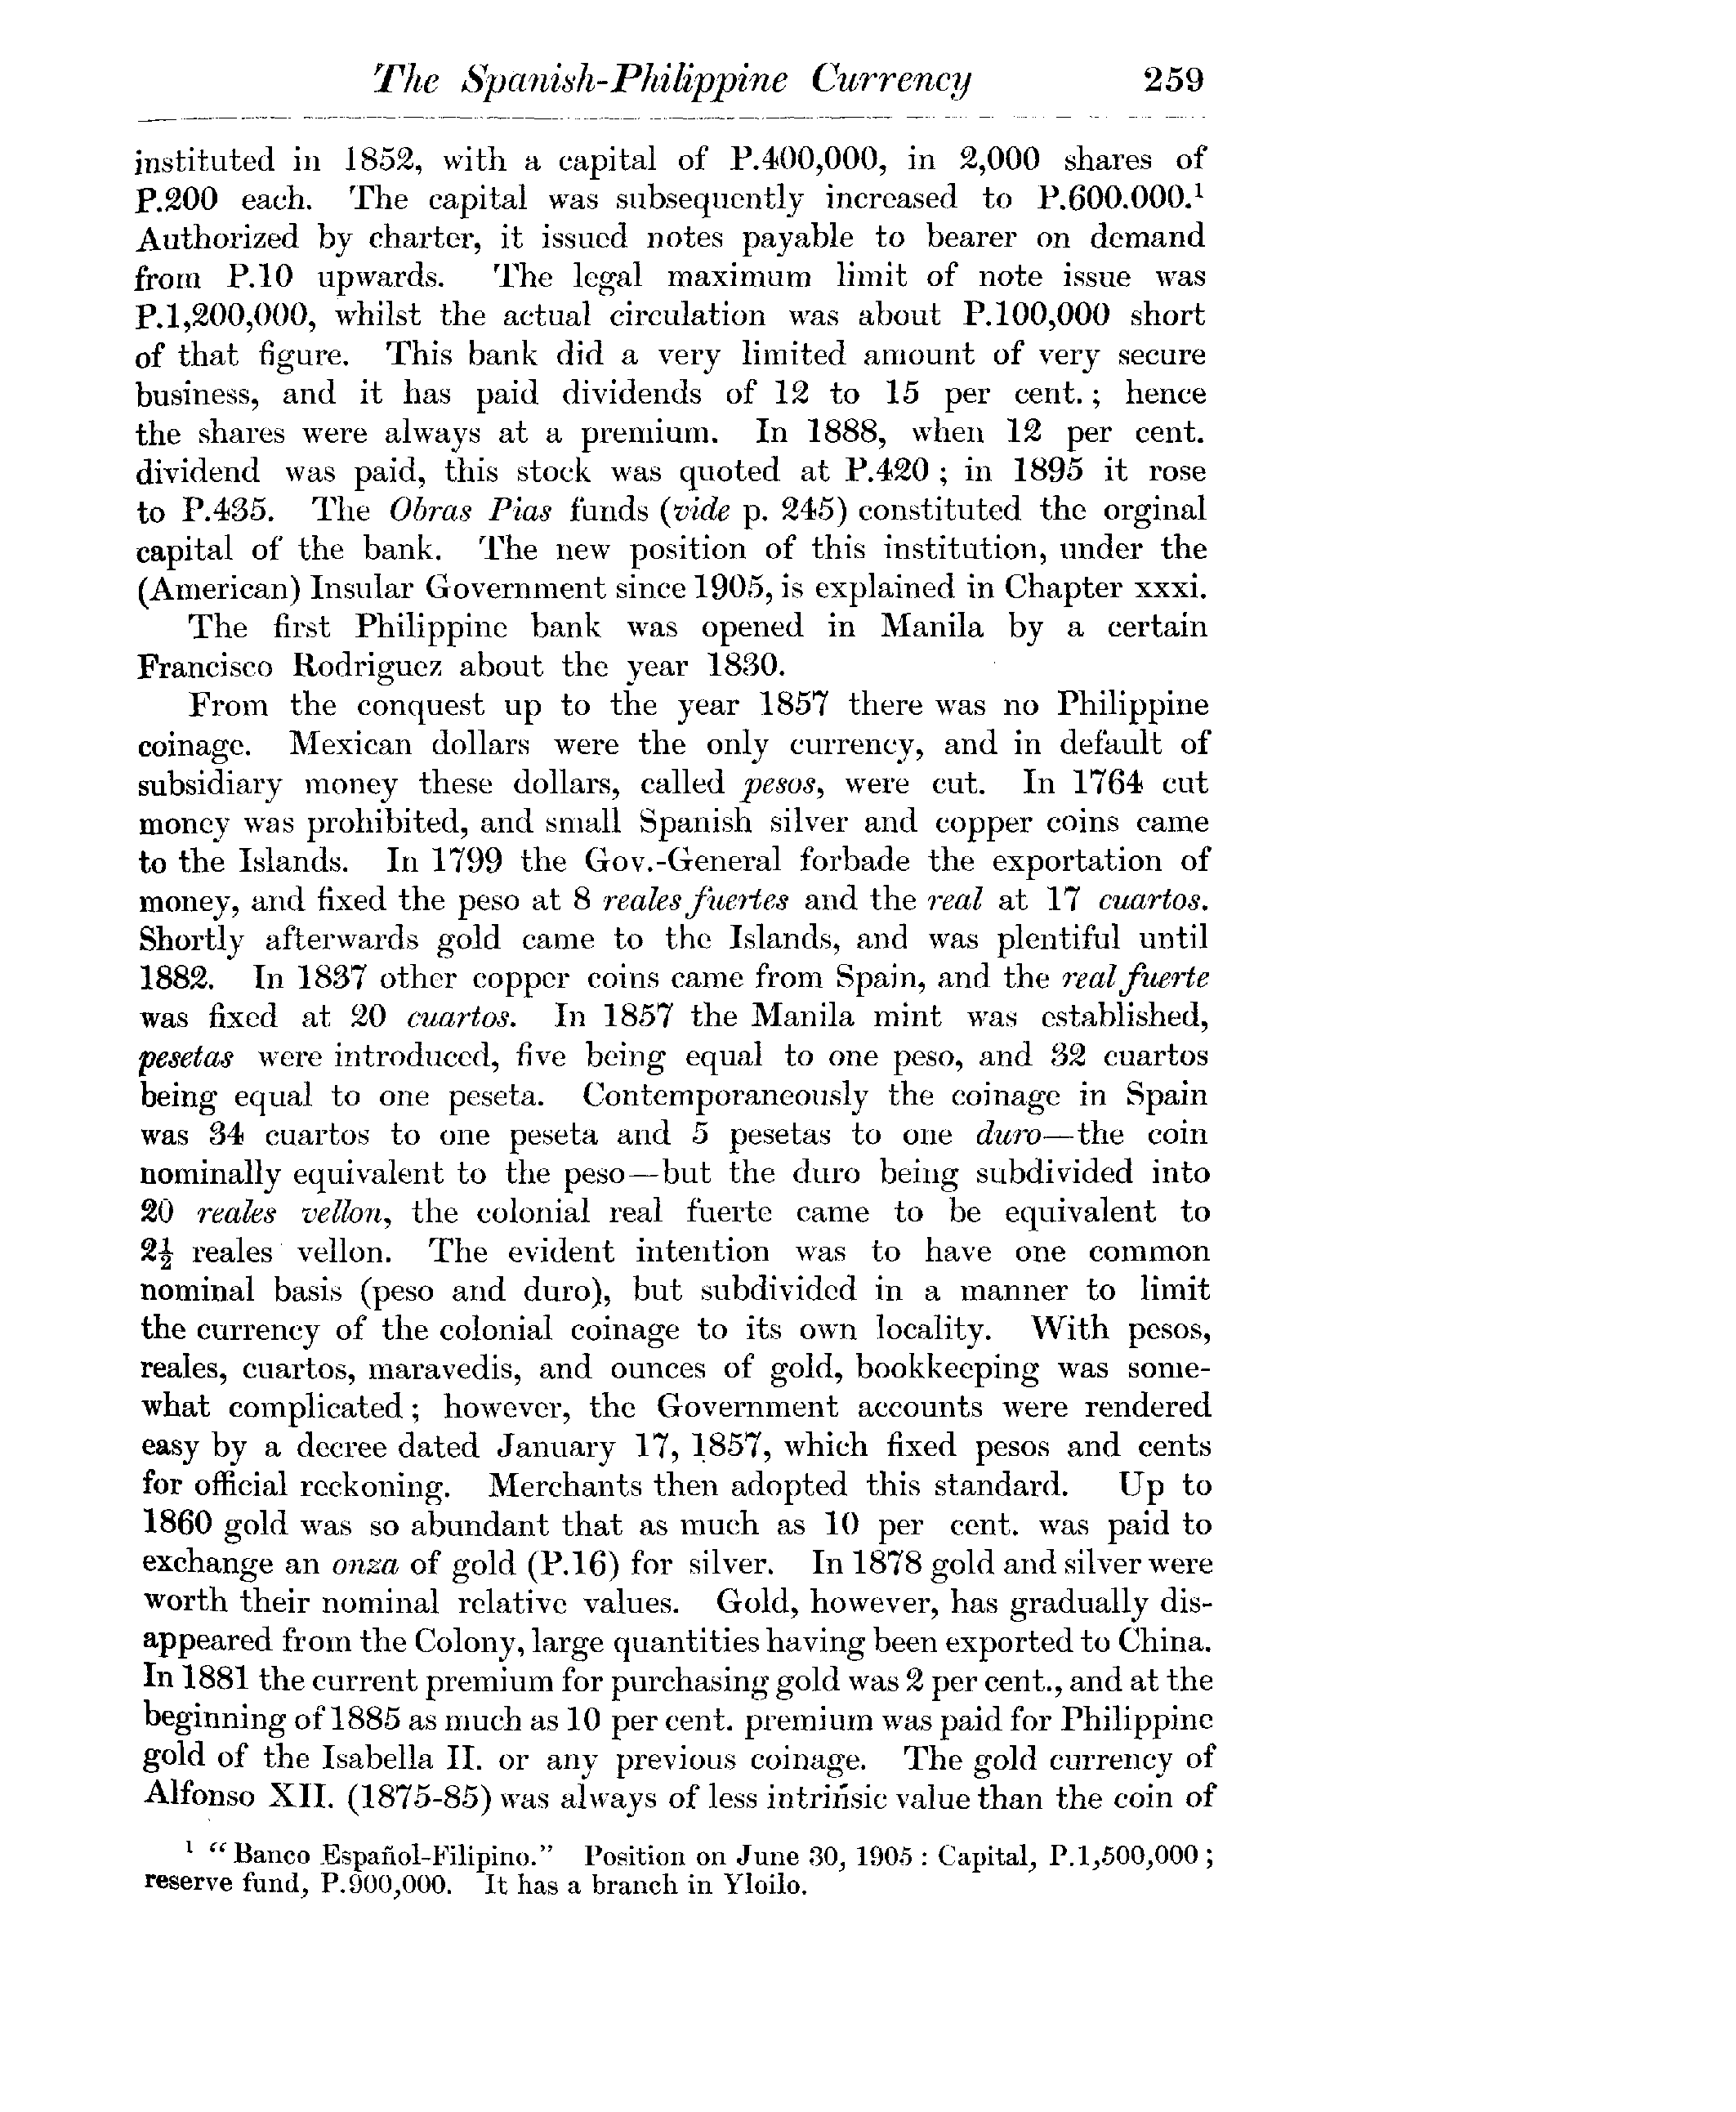 The Spanish-Philippine Currency 259
instituted in 1852, with a capital of P.400,000, in 2,000 shares of
P.200 each. The capital was subsequently increased to P.600.000.¹
Authorized by charter, it issued notes payable to bearer on demand
from P.10 upwards. The legal maximum limit of note issue was
P.1,200,000, whilst the actual circulation was about P.100,000 short
of that figure. This bank did a very limited amount of very secure
business, and it has paid dividends of 12 to 15 per cent.; hence
the shares were always at a premium. In 1888, when 12 per cent.
dividend was paid, this stock was quoted at P.420; in 1895 it rose
to P.435. The Obras Pias funds (vide p. 245) constituted the orginal
capital of the bank. The new position of this institution, under the
(American) Insular Government since 1905, is explained in Chapter xxxi.
The first Philippine bank was opened in Manila by a certain
Francisco Rodriguez about the year 1830.
From the conquest up to the year 1857 there was no Philippine
coinage. Mexican dollars were the only currency, and in default of
subsidiary money these dollars, called pesos, were cut. In 1764 cut
money was prohibited, and small Spanish silver and copper coins came
to the Islands. In 1799 the Gov.-General forbade the exportation of
money, and fixed the peso at 8 reales fuertes and the real at 17 cuartos.
Shortly afterwards gold came to the Islands, and was plentiful until
1882. In 1837 other copper coins came from Spain, and the real fuerte
was fixed at 20 cuartos. In 1857 the Manila mint was established,
pesetas were introduced, five being equal to one peso, and 32 cuartos
being equal to one peseta. Contemporaneously the coinage in Spain
was 34 cuartos to one peseta and 5 pesetas to one duro—the coin
nominally equivalent to the peso—but the duro being subdivided into
20 reales vellon, the colonial real fuerte came to be equivalent to
2½ reales vellon. The evident intention was to have one common
nominal basis (peso and duro), but subdivided in a manner to limit
the currency of the colonial coinage to its own locality. With pesos,
reales, cuartos, maravedis, and ounces of gold, bookkeeping was some-
what complicated; however, the Government accounts were rendered
easy by a decree dated January 17, 1857, which fixed pesos and cents
for official reckoning. Merchants then adopted this standard. Up to
1860 gold was so abundant that as much as 10 per cent. was paid to
exchange an onza of gold (P.16) for silver. In 1878 gold and silver were
worth their nominal relative values. Gold, however, has gradually dis-
appeared from the Colony, large quantities having been exported to China.
In 1881 the current premium for purchasing gold was 2 per cent., and at the
beginning of 1885 as much as 10 per cent. premium was paid for Philippine
gold of the Isabella II. or any previous coinage. The gold currency of
Alfonso XII. (1875-85) was always of less intrinsic value than the coin of
¹ "Banco Español-Filipino." Position on June 30, 1905: Capital, P.1,500,000;
reserve fund, P.900,000. It has a branch in Yloilo.